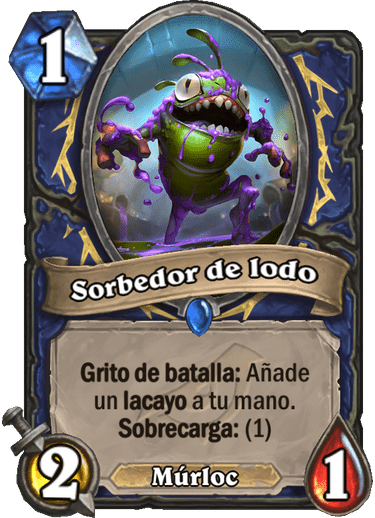 1
Sorbedor de lodo
Grito de batalla: Añade
un lacayo a tu mano.
Sobrecarga: (1)
2
Múrloc
1